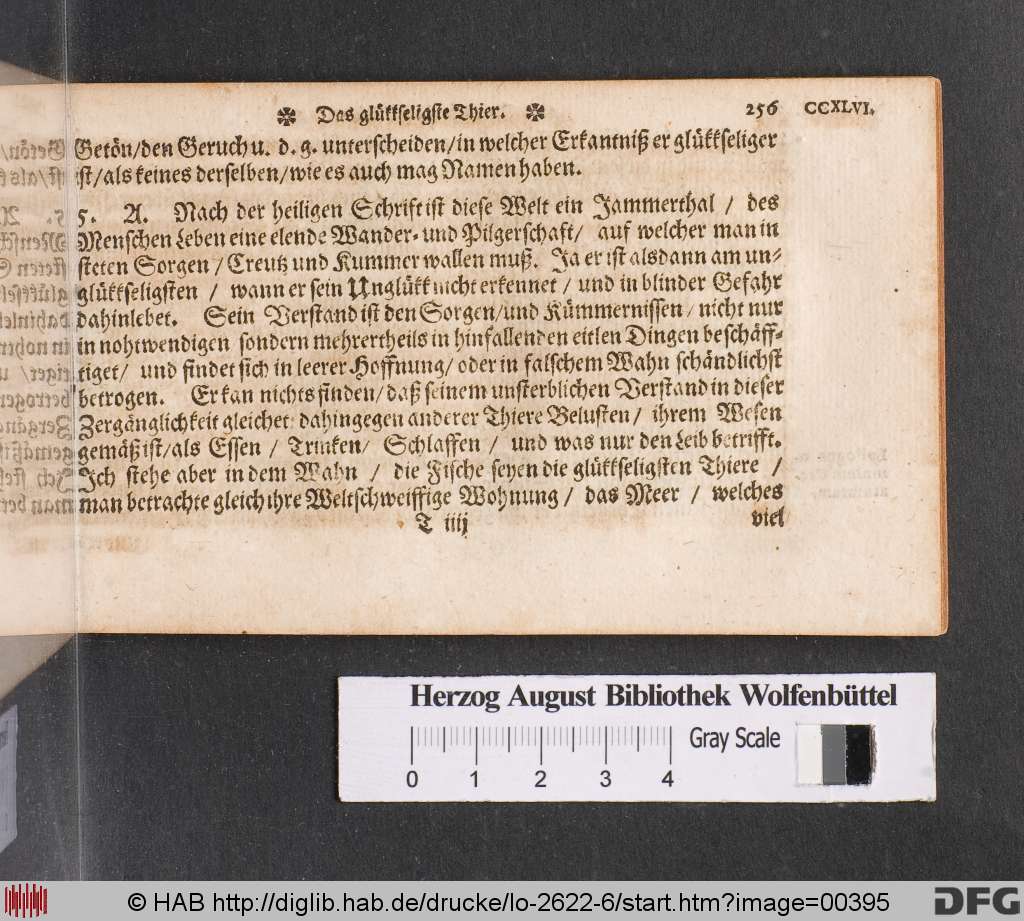 ✼ Das glükkseligste Thier. ✼ 256 CCXLVI.
Getön/den Geruch u. d. g. unterscheiden/in welcher Erkantniß er glükkseliger
ist/als keines derselben/wie es auch mag Namen haben.
5. A. Nach der heiligen Schrift ist diese Welt ein Jammerthal / des
Menschen Leben eine elende Wander- und Pilgerschaft/ auf welcher man in
steten Sorgen / Creutz und Kummer wallen muß. Ja er ist alsdann am un-
glükkseligsten / wann er sein Unglükk nicht erkennet / und in blinder Gefahr
dahinlebet. Sein Verstand ist den Sorgen/und Kümmernissen/ nicht nur
in nohtwendigen sondern mehrertheils in hinfallenden eitlen Dingen beschäff-
tiget/ und findet sich in leerer Hoffnung/ oder in falschem Wahn schändlichst
betrogen. Er kan nichts finden/daß seinem unsterblichen Verstand in dieser
Zergänglichkeit gleichet: dahingegen anderer Thiere Belusten/ ihrem Wesen
gemäß ist/als Essen / Trinken/ Schlaffen / und was nur den Leib betrifft.
Ich stehe aber in dem Wahn / die Fische seyen die glükkseligsten Thiere /
man betrachte gleich ihre Weltschweiffige Wohnung / das Meer / welches
T iiij viel
Herzog August Bibliothek Wolfenbüttel
Gray Scale
0 1 2 3 4
© HAB http://diglib.hab.de/drucke/lo-2622-6/start.htm?image=00395 DFG